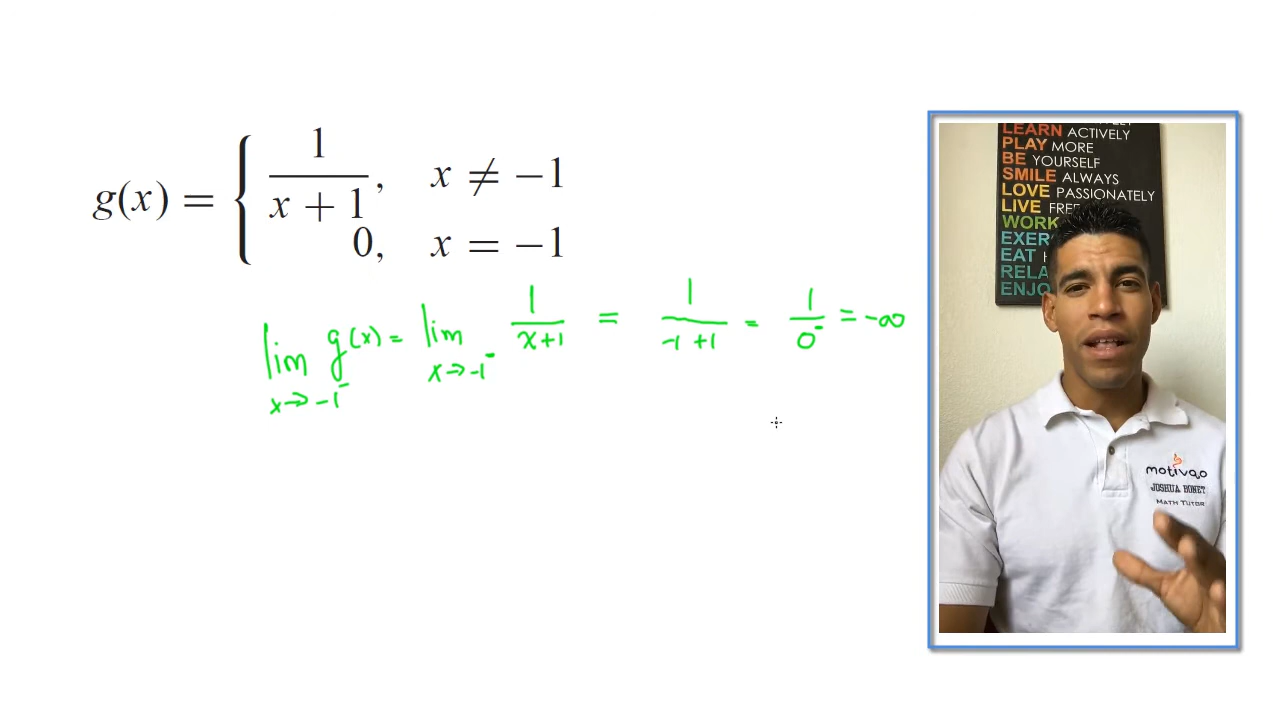 g(x) = { 1/(x + 1), x ≠ −1
0, x = −1
lim x→-1⁻ g(x) = lim x→-1⁻ 1/(x+1) = 1/(-1+1) = 1/0⁻ = -∞
LEARN ACTIVELY
PLAY MORE
BE YOURSELF
SMILE ALWAYS
LOVE PASSIONATELY
LIVE FREE
WORK
EXER
EAT
RELA
ENJO
motivao
JOSHUA BONET
MATH TUTOR